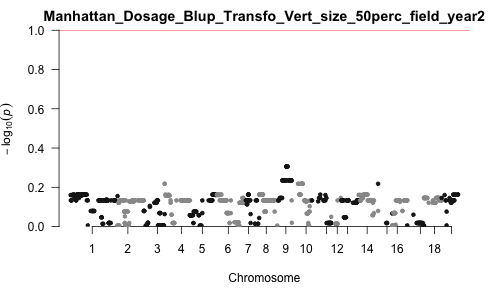 Manhattan_Dosage_Blup_Transfo_Vert_size_50perc_field_year2
1.0
0.8
0.6
0.4
0.2
0.0
− log₁₀(p)
1 2 3 4 5 6 7 8 9 10 12 14 16 18
Chromosome